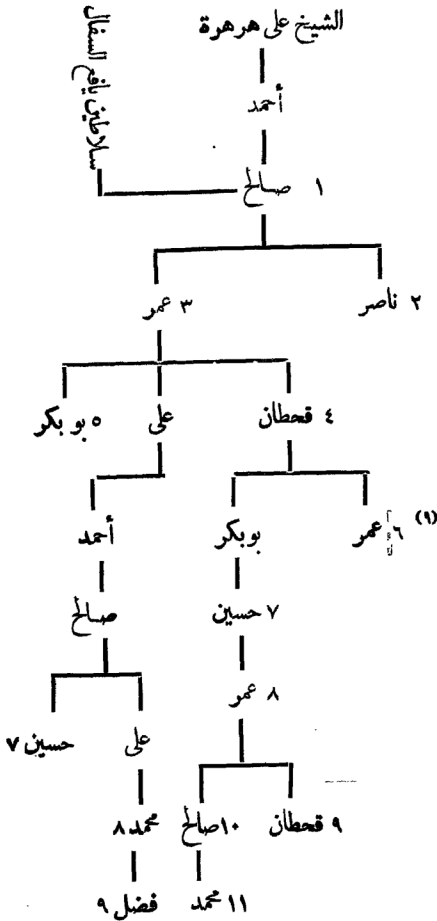 الشيخ على هرهرة
سلاطين يافع السفال
أحمد
١ صالح
٢ ناصر
٣ عمر
٤ قحطان
على
٥ بو بكر
(٩)
٦ عمر
بوبكر
أحمد
٧ حسين
صالح
٨ عمر
على
حسين ٧
٩ قحطان
١٠ صالح
محمد ٨
١١ محمد
فضل ٩